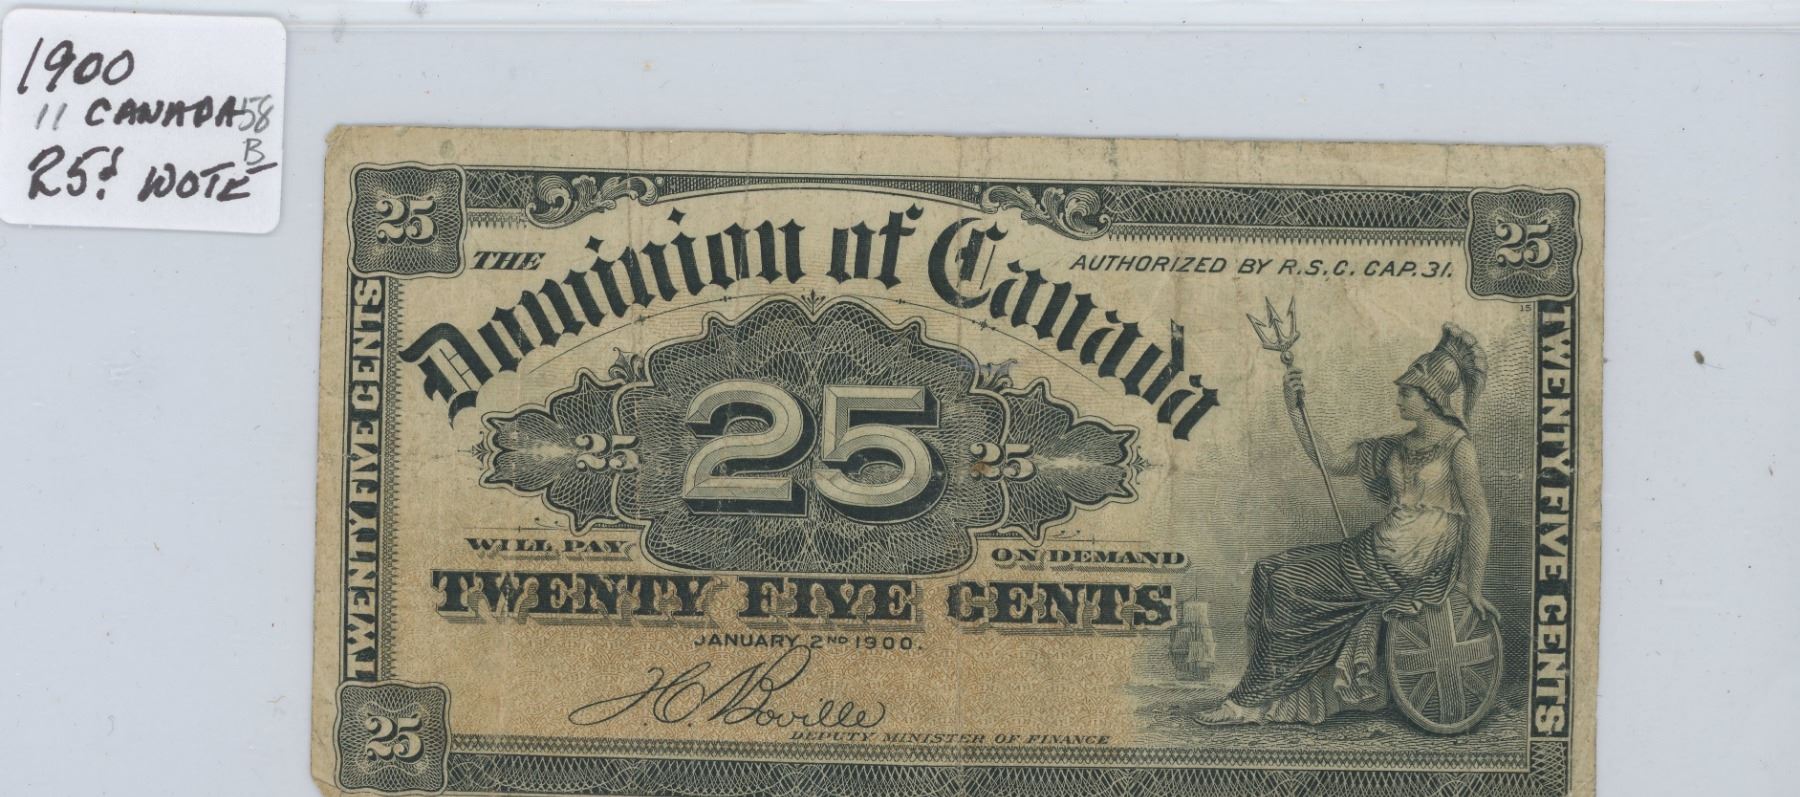 1900
11 CANADA 58
B
25¢ NOTE
25
25
THE
Dominion of Canada
AUTHORIZED BY R.S.C. CAP. 31.
15
TWENTY FIVE CENTS
TWENTY FIVE CENTS
25
25
25
WILL PAY
ON DEMAND
TWENTY FIVE CENTS
JANUARY 2ND 1900.
H.C. Boville
DEPUTY MINISTER OF FINANCE
25